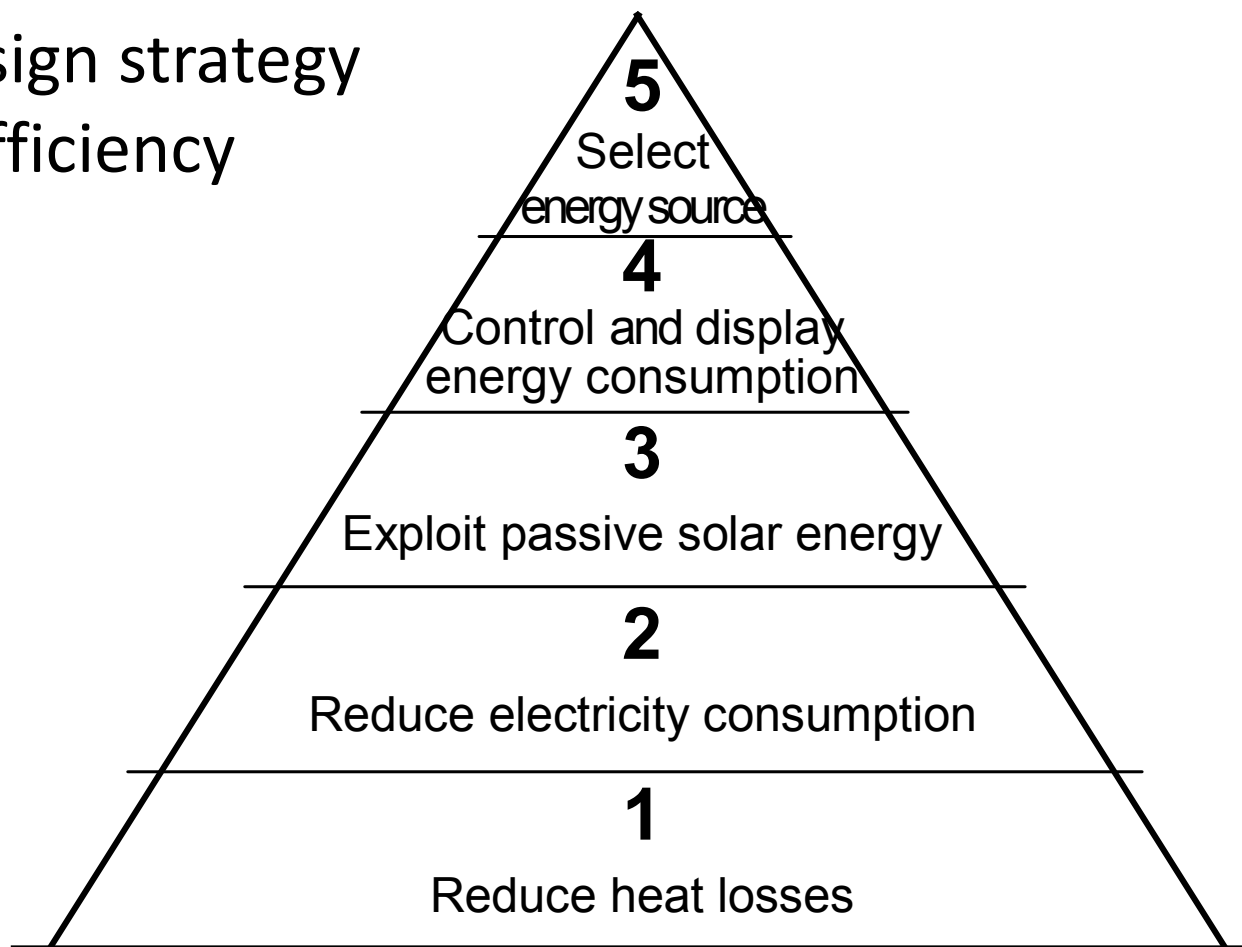 sign strategy
fficiency
5
Select
energy source
4
Control and display
energy consumption
3
Exploit passive solar energy
2
Reduce electricity consumption
1
Reduce heat losses